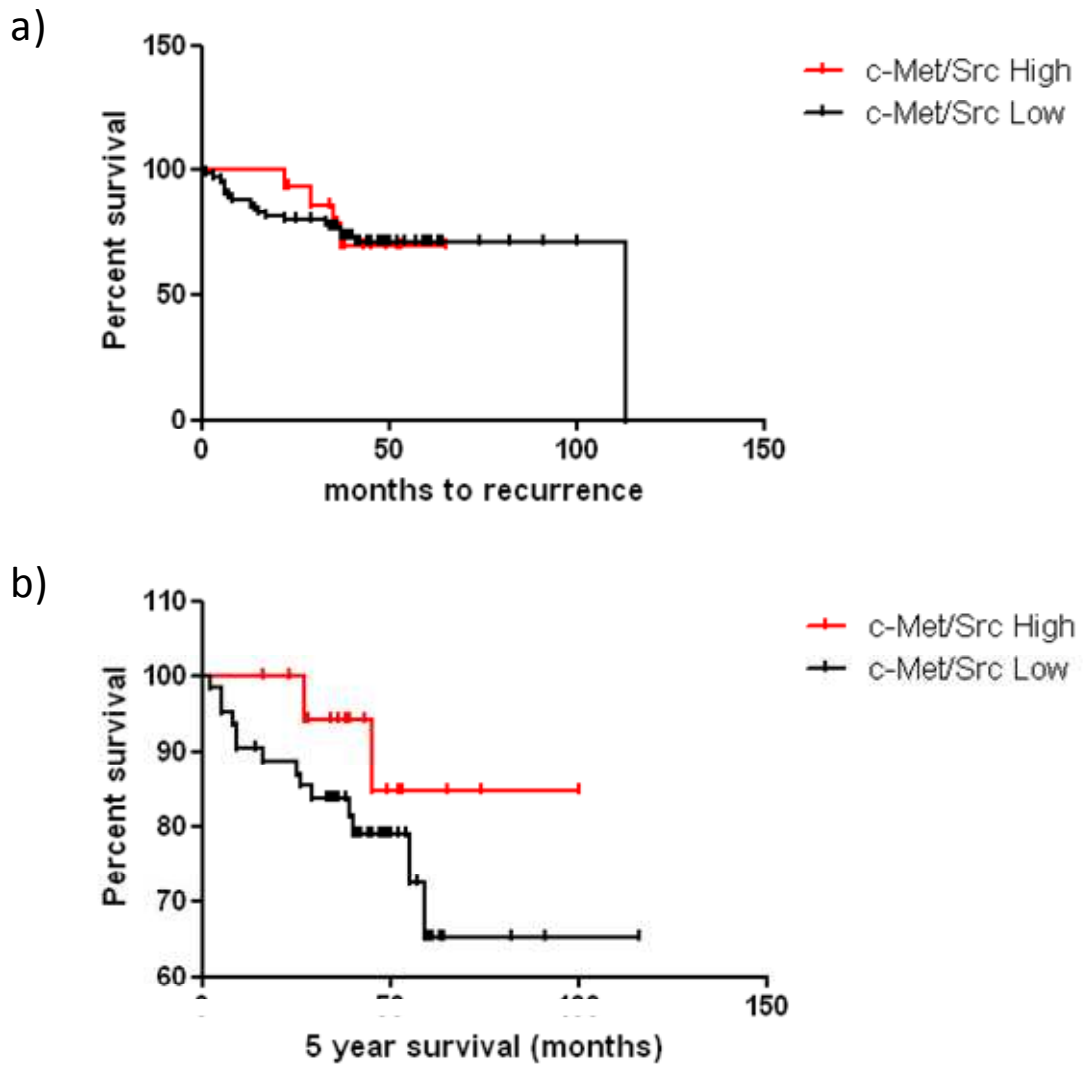 a)
150
c-Met/Src High
c-Met/Src Low
100
Percent survival
50
0
0 50 100 150
months to recurrence
b)
110
c-Met/Src High
c-Met/Src Low
100
90
Percent survival
80
70
60
150
5 year survival (months)